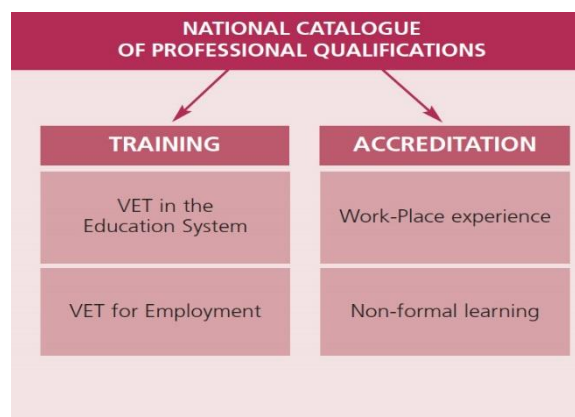 NATIONAL CATALOGUE
OF PROFESSIONAL QUALIFICATIONS
TRAINING
VET in the
Education System
VET for Employment
ACCREDITATION
Work-Place experience
Non-formal learning